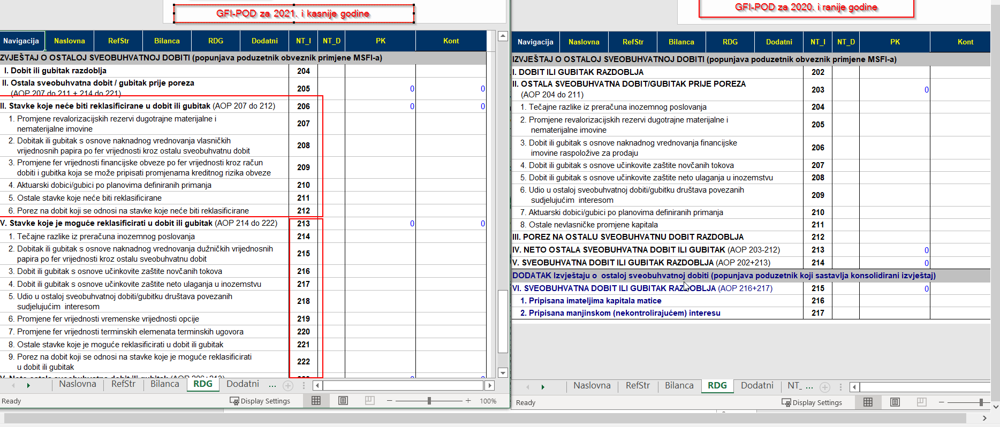 GFI-POD za 2021. i kasnije godine
Navigacija Naslovna RefStr Bilanca RDG Dodatni NT_I NT_D PK Kont
ZVJEŠTAJ O OSTALOJ SVEOBUHVATNOJ DOBITI (popunjava poduzetnik obveznik primjene MSFI-a)
I. Dobit ili gubitak razdoblja 204
II. Ostala sveobuhvatna dobit / gubitak prije poreza
(AOP 207 do 211 + 214 do 221) 205 0 0
II. Stavke koje neće biti reklasificirane u dobit ili gubitak (AOP 207 do 212) 206 0 0
1. Promjene revalorizacijskih rezervi dugotrajne materijalne i
nematerijalne imovine 207
2. Dobitak ili gubitak s osnove naknadnog vrednovanja vlasničkih
vrijednosnih papira po fer vrijednosti kroz ostalu sveobuhvatnu dobit 208
3. Promjene fer vrijednosti financijske obveze po fer vrijednosti kroz račun
dobiti i gubitka koja se može pripisati promjenama kreditnog rizika obveze 209
4. Aktuarski dobici/gubici po planovima definiranih primanja 210
5. Ostale stavke koje neće biti reklasificirane 211
6. Porez na dobit koji se odnosi na stavke koje neće biti reklasificirane 212
V. Stavke koje je moguće reklasificirati u dobit ili gubitak (AOP 214 do 222) 213 0 0
1. Tečajne razlike iz preračuna inozemnog poslovanja 214
2. Dobitak ili gubitak s osnove naknadnog vrednovanja dužničkih vrijednosnih
papira po fer vrijednosti kroz ostalu sveobuhvatnu dobit 215
3. Dobit ili gubitak s osnove učinkovite zaštite novčanih tokova 216
4. Dobit ili gubitak s osnove učinkovite zaštite neto ulaganja u inozemstvu 217
5. Udio u ostaloj sveobuhvatnoj dobiti/gubitku društava povezanih
sudjelujućim interesom 218
6. Promjene fer vrijednosti vremenske vrijednosti opcije 219
7. Promjene fer vrijednosti terminskih elemenata terminskih ugovora 220
8. Ostale stavke koje je moguće reklasificirati u dobit ili gubitak 221
9. Porez na dobit koji se odnosi na stavke koje je moguće reklasificirati
u dobit ili gubitak 222
Naslovna RefStr Bilanca RDG Dodatni ...
Ready Display Settings 100%
GFI-POD za 2020. i ranije godine
Navigacija Naslovna RefStr Bilanca RDG Dodatni NT_I NT_D PK Kont
IZVJEŠTAJ O OSTALOJ SVEOBUHVATNOJ DOBITI (popunjava poduzetnik obveznik primjene MSFI-a)
I. DOBIT ILI GUBITAK RAZDOBLJA 202
II. OSTALA SVEOBUHVATNA DOBIT/GUBITAK PRIJE POREZA
(AOP 204 do 211) 203 0
1. Tečajne razlike iz preračuna inozemnog poslovanja 204
2. Promjene revalorizacijskih rezervi dugotrajne materijalne i
nematerijalne imovine 205
3. Dobit ili gubitak s osnove naknadnog vrednovanja financijske
imovine raspoložive za prodaju 206
4. Dobit ili gubitak s osnove učinkovite zaštite novčanih tokova 207
5. Dobit ili gubitak s osnove učinkovite zaštite neto ulaganja u inozemstvu 208
6. Udio u ostaloj sveobuhvatnoj dobiti/gubitku društava povezanih
sudjelujućim interesom 209
7. Aktuarski dobici/gubici po planovima definiranih primanja 210
8. Ostale nevlasničke promjene kapitala 211
III. POREZ NA OSTALU SVEOBUHVATNU DOBIT RAZDOBLJA 212
IV. NETO OSTALA SVEOBUHVATNA DOBIT ILI GUBITAK (AOP 203-212) 213 0
V. SVEOBUHVATNA DOBIT ILI GUBITAK RAZDOBLJA (AOP 202+213) 214 0
DODATAK Izvještaju o ostaloj sveobuhvatnoj dobiti (popunjava poduzetnik koji sastavlja konsolidirani izvještaj)
VI. SVEOBUHVATNA DOBIT ILI GUBITAK RAZDOBLJA (AOP 216+217) 215 0
1. Pripisana imateljima kapitala matice 216
2. Pripisana manjinskom (nekontrolirajućem) interesu 217
Naslovna RefStr Bilanca RDG Dodatni NT_ ...
Ready Display Settings